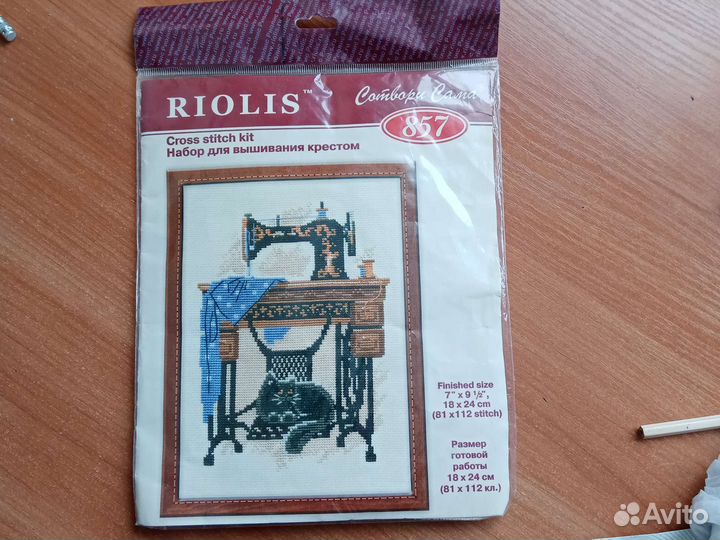 RIOLIS™
Сотвори Сама
857
Cross stitch kit
Набор для вышивания крестом
Finished size
7" x 9 ½",
18 x 24 cm
(81 x112 stitch)
Размер
готовой
работы
18 x 24 см
(81 x 112 кл.)
Avito